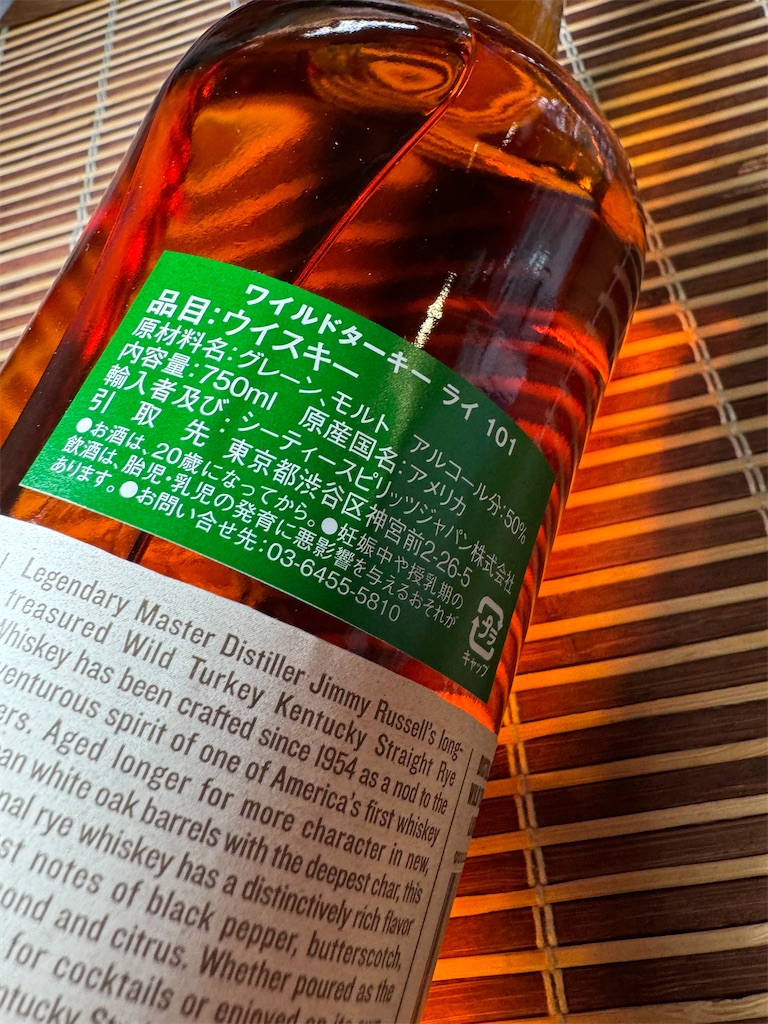 ワイルドターキー ライ 101
品目:ウイスキー
原材料名:グレーン、モルト アルコール分:50%
内容量:750ml 原産国名:アメリカ
輸入者及び:シーティースピリッツジャパン株式会社
引取先 東京都渋谷区神宮前2-26-5
●お酒は、20歳になってから。●妊娠中や授乳期の
飲酒は、胎児・乳児の発育に悪影響を与えるおそれが
あります。●お問い合せ先:03-6455-5810
プラ
キャップ
Legendary Master Distiller Jimmy Russell's long-
treasured Wild Turkey Kentucky Straight Rye
Whiskey has been crafted since 1954 as a nod to the
venturous spirit of one of America's first whiskey
ers. Aged longer for more character in new,
an white oak barrels with the deepest char, this
nal rye whiskey has a distinctively rich flavor
st notes of black pepper, butterscotch,
ond and citrus. Whether poured as the
for cocktails or enjoyed on its own
ntucky